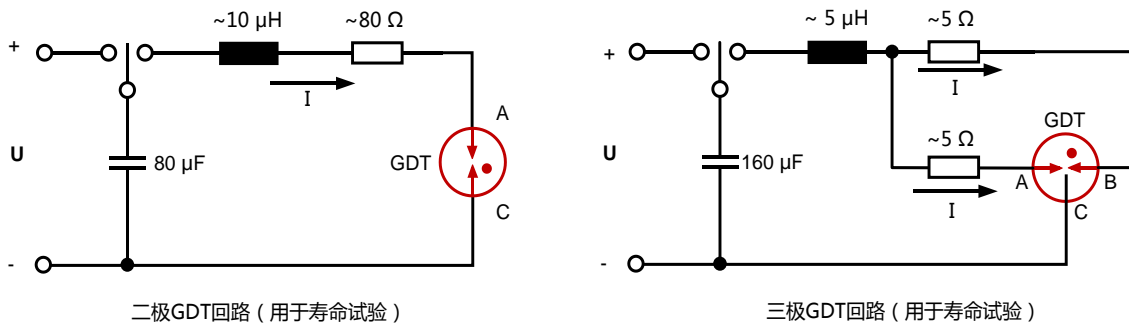 ~10 μH
~80 Ω
+
I
A
U
80 μF
GDT
C
-
二极GDT回路（用于寿命试验）
~ 5 μH
~5 Ω
+
I
GDT
~5 Ω
U
160 μF
A
B
I
C
-
三极GDT回路（用于寿命试验）